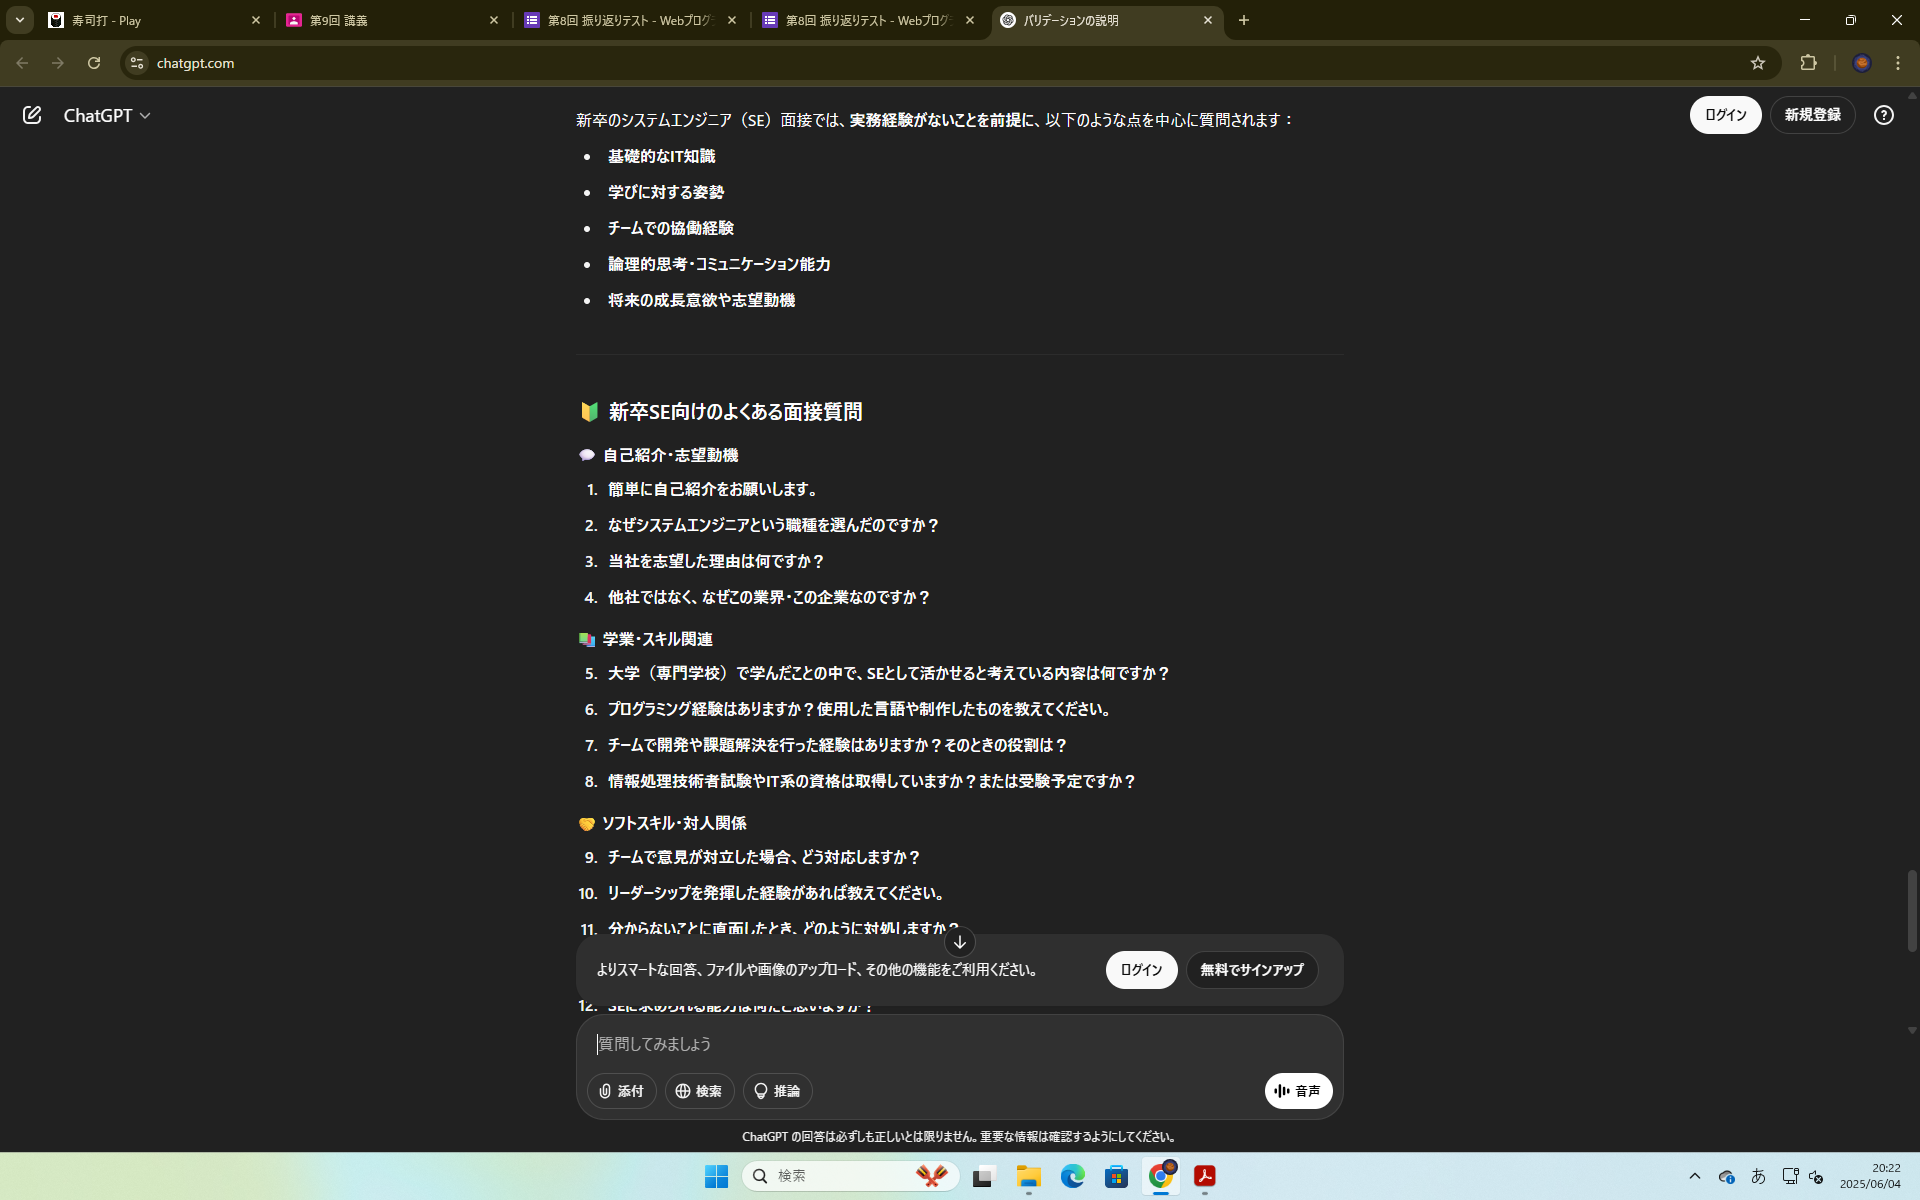 寿司打 - Play
第9回 講義
第8回 振り返りテスト - Webプログ
第8回 振り返りテスト - Webプログ
バリデーションの説明
chatgpt.com
ChatGPT
ログイン
新規登録
新卒のシステムエンジニア（SE）面接では、実務経験がないことを前提に、以下のような点を中心に質問されます：
• 基礎的なIT知識
• 学びに対する姿勢
• チームでの協働経験
• 論理的思考・コミュニケーション能力
• 将来の成長意欲や志望動機
🔰 新卒SE向けのよくある面接質問
💬 自己紹介・志望動機
1. 簡単に自己紹介をお願いします。
2. なぜシステムエンジニアという職種を選んだのですか？
3. 当社を志望した理由は何ですか？
4. 他社ではなく、なぜこの業界・この企業なのですか？
📚 学業・スキル関連
5. 大学（専門学校）で学んだことの中で、SEとして活かせると考えている内容は何ですか？
6. プログラミング経験はありますか？使用した言語や制作したものを教えてください。
7. チームで開発や課題解決を行った経験はありますか？そのときの役割は？
8. 情報処理技術者試験やIT系の資格は取得していますか？または受験予定ですか？
🤝 ソフトスキル・対人関係
9. チームで意見が対立した場合、どう対応しますか？
10. リーダーシップを発揮した経験があれば教えてください。
11. 分からないことに直面したとき、どのように対処しますか？
よりスマートな回答、ファイルや画像のアップロード、その他の機能をご利用ください。
ログイン
無料でサインアップ
12. SEに求められる能力は何だと思いますか？
質問してみましょう
添付
検索
推論
音声
ChatGPT の回答は必ずしも正しいとは限りません。重要な情報は確認するようにしてください。
検索
あ
20:22
2025/06/04